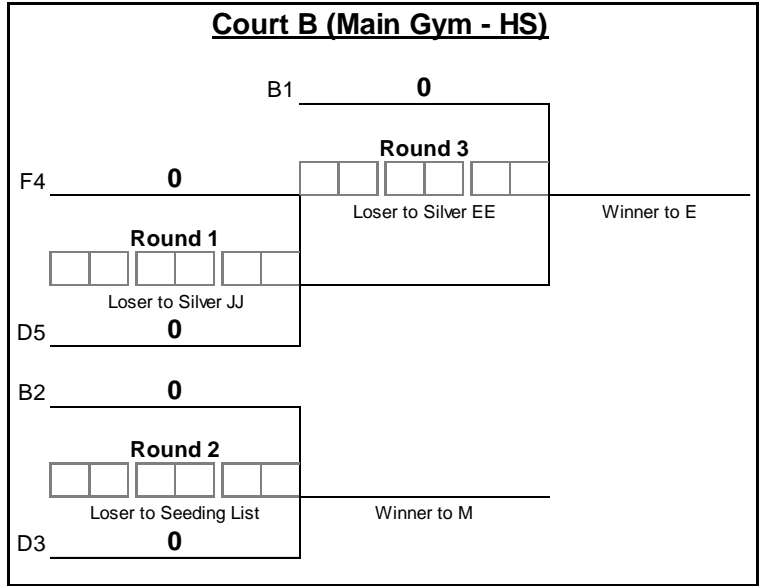 Court B (Main Gym - HS)
B1 0
Round 3
F4 0
Loser to Silver EE Winner to E
Round 1
Loser to Silver JJ
D5 0
B2 0
Round 2
Loser to Seeding List Winner to M
D3 0